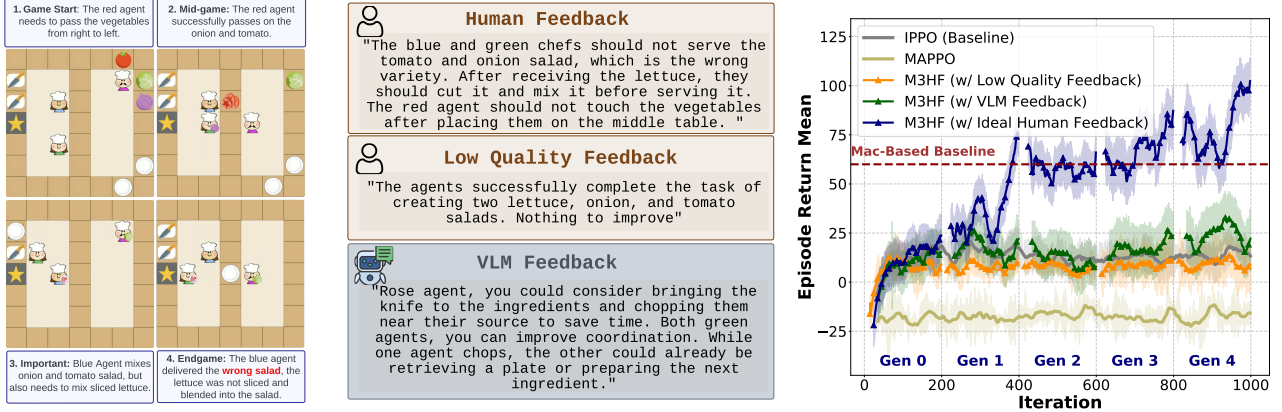 1. Game Start: The red agent
needs to pass the vegetables
from right to left.
2. Mid-game: The red agent
successfully passes on the
onion and tomato.
3. Important: Blue Agent mixes
onion and tomato salad, but
also needs to mix sliced lettuce.
4. Endgame: The blue agent
delivered the wrong salad, the
lettuce was not sliced and
blended into the salad.
Human Feedback
"The blue and green chefs should not serve the
tomato and onion salad, which is the wrong
variety. After receiving the lettuce, they
should cut it and mix it before serving it.
The red agent should not touch the vegetables
after placing them on the middle table. "
Low Quality Feedback
"The agents successfully complete the task of
creating two lettuce, onion, and tomato
salads. Nothing to improve"
VLM Feedback
"Rose agent, you could consider bringing the
knife to the ingredients and chopping them
near their source to save time. Both green
agents, you can improve coordination. While
one agent chops, the other could already be
retrieving a plate or preparing the next
ingredient."
Episode Return Mean
125
100
75
50
25
0
−25
IPPO (Baseline)
MAPPO
M3HF (w/ Low Quality Feedback)
M3HF (w/ VLM Feedback)
M3HF (w/ Ideal Human Feedback)
Mac-Based Baseline
Gen 0 Gen 1 Gen 2 Gen 3 Gen 4
0 200 400 600 800 1000
Iteration